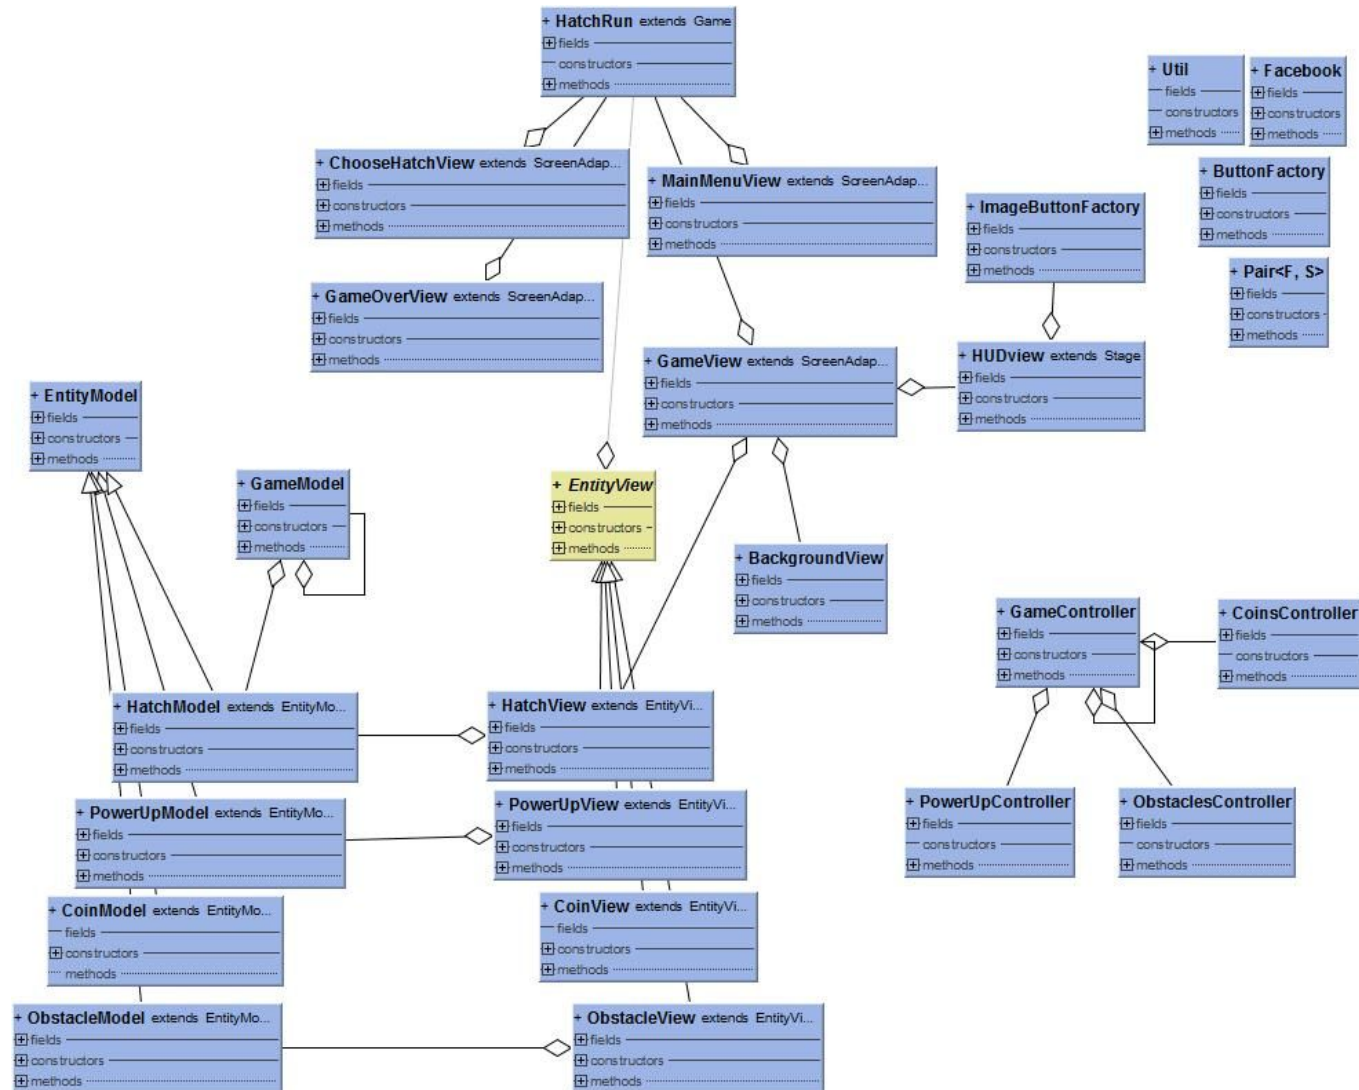 + HatchRun extends Game
fields
constructors
methods
+ Util
fields
constructors
methods
+ Facebook
fields
constructors
methods
+ ChooseHatchView extends ScreenAdap...
fields
constructors
methods
+ MainMenuView extends ScreenAdap...
fields
constructors
methods
+ ButtonFactory
fields
constructors
methods
+ ImageButtonFactory
fields
constructors
methods
+ Pair<F, S>
fields
constructors
methods
+ GameOverView extends ScreenAdap...
fields
constructors
methods
+ GameView extends ScreenAdap...
fields
constructors
methods
+ HUDview extends Stage
fields
constructors
methods
+ EntityModel
fields
constructors
methods
+ GameModel
fields
constructors
methods
+ EntityView
fields
constructors
methods
+ BackgroundView
fields
constructors
methods
+ GameController
fields
constructors
methods
+ CoinsController
fields
constructors
methods
+ HatchModel extends EntityMo...
fields
constructors
methods
+ HatchView extends EntityVi...
fields
constructors
methods
+ PowerUpModel extends EntityMo...
fields
constructors
methods
+ PowerUpView extends EntityVi...
fields
constructors
methods
+ PowerUpController
fields
constructors
methods
+ ObstaclesController
fields
constructors
methods
+ CoinModel extends EntityMo...
fields
constructors
methods
+ CoinView extends EntityVi...
fields
constructors
methods
+ ObstacleModel extends EntityMo...
fields
constructors
methods
+ ObstacleView extends EntityVi...
fields
constructors
methods